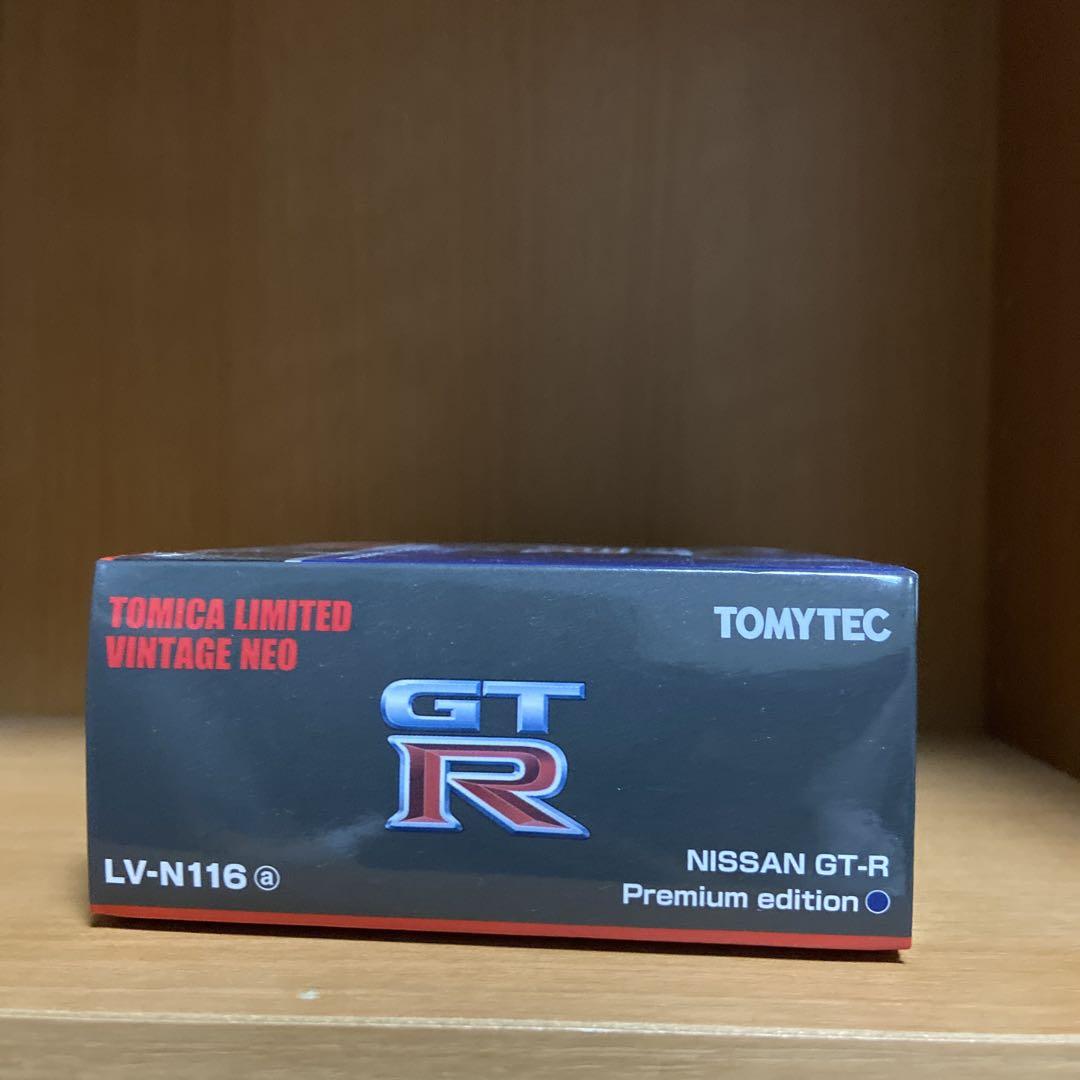 TOMICA LIMITED
VINTAGE NEO
TOMYTEC
GT
R
LV-N116 ⓐ
NISSAN GT-R
Premium edition